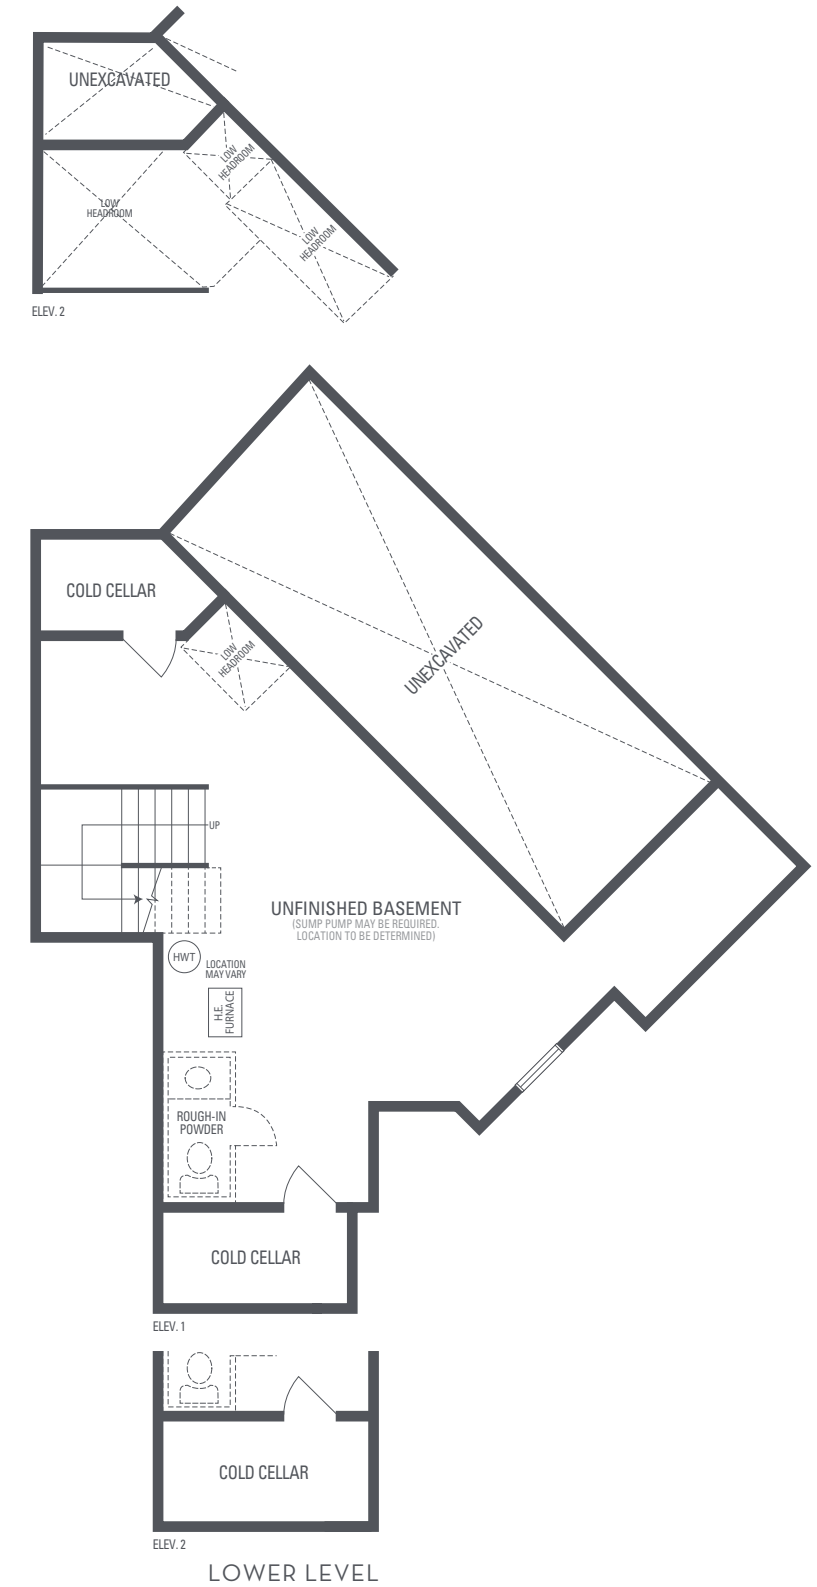 UNEXCAVATED
LOW
HEADROOM
LOW
HEADROOM
LOW
HEADROOM
ELEV. 2
COLD CELLAR
LOW
HEADROOM
UNEXCAVATED
UP
UNFINISHED BASEMENT
(SUMP PUMP MAY BE REQUIRED.
LOCATION TO BE DETERMINED)
HWT
LOCATION
MAY VARY
H.E.
FURNACE
ROUGH-IN
POWDER
COLD CELLAR
ELEV. 1
COLD CELLAR
ELEV. 2
LOWER LEVEL